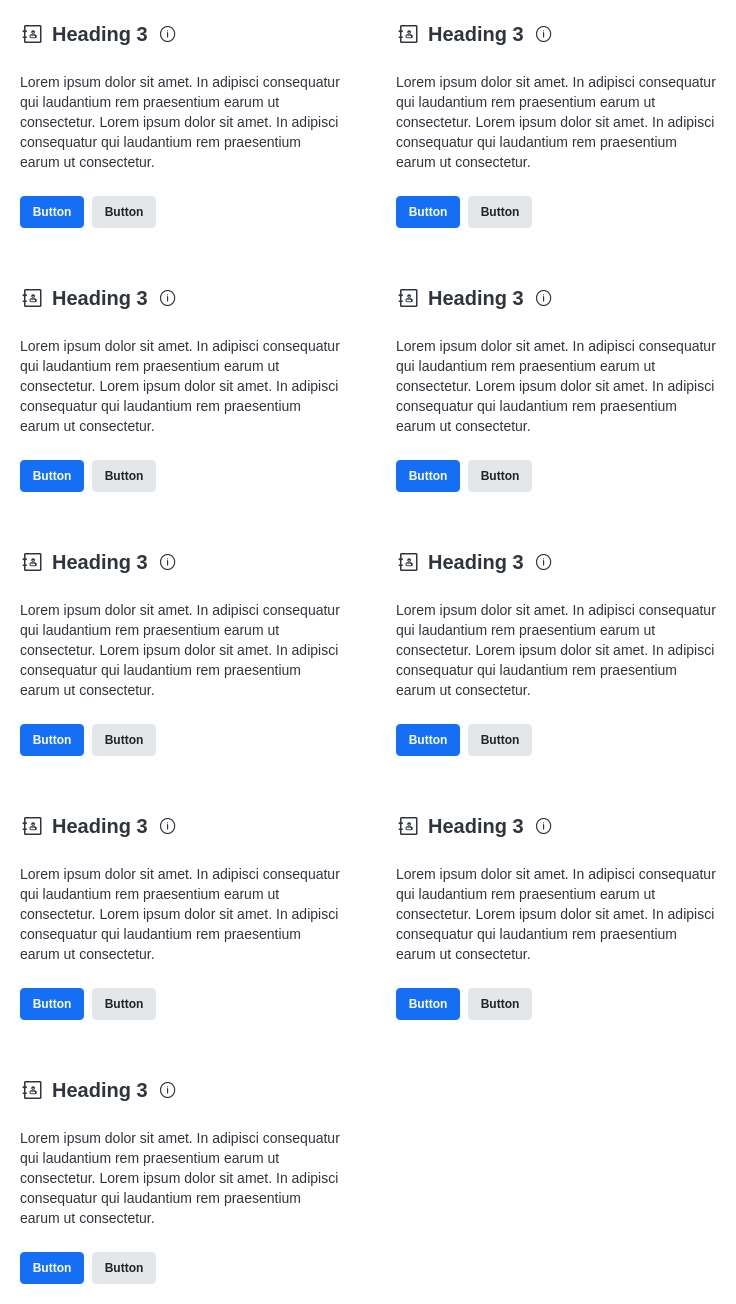 Heading 3
Lorem ipsum dolor sit amet. In adipisci consequatur
qui laudantium rem praesentium earum ut
consectetur. Lorem ipsum dolor sit amet. In adipisci
consequatur qui laudantium rem praesentium
earum ut consectetur.
Button Button
Heading 3
Lorem ipsum dolor sit amet. In adipisci consequatur
qui laudantium rem praesentium earum ut
consectetur. Lorem ipsum dolor sit amet. In adipisci
consequatur qui laudantium rem praesentium
earum ut consectetur.
Button Button
Heading 3
Lorem ipsum dolor sit amet. In adipisci consequatur
qui laudantium rem praesentium earum ut
consectetur. Lorem ipsum dolor sit amet. In adipisci
consequatur qui laudantium rem praesentium
earum ut consectetur.
Button Button
Heading 3
Lorem ipsum dolor sit amet. In adipisci consequatur
qui laudantium rem praesentium earum ut
consectetur. Lorem ipsum dolor sit amet. In adipisci
consequatur qui laudantium rem praesentium
earum ut consectetur.
Button Button
Heading 3
Lorem ipsum dolor sit amet. In adipisci consequatur
qui laudantium rem praesentium earum ut
consectetur. Lorem ipsum dolor sit amet. In adipisci
consequatur qui laudantium rem praesentium
earum ut consectetur.
Button Button
Heading 3
Lorem ipsum dolor sit amet. In adipisci consequatur
qui laudantium rem praesentium earum ut
consectetur. Lorem ipsum dolor sit amet. In adipisci
consequatur qui laudantium rem praesentium
earum ut consectetur.
Button Button
Heading 3
Lorem ipsum dolor sit amet. In adipisci consequatur
qui laudantium rem praesentium earum ut
consectetur. Lorem ipsum dolor sit amet. In adipisci
consequatur qui laudantium rem praesentium
earum ut consectetur.
Button Button
Heading 3
Lorem ipsum dolor sit amet. In adipisci consequatur
qui laudantium rem praesentium earum ut
consectetur. Lorem ipsum dolor sit amet. In adipisci
consequatur qui laudantium rem praesentium
earum ut consectetur.
Button Button
Heading 3
Lorem ipsum dolor sit amet. In adipisci consequatur
qui laudantium rem praesentium earum ut
consectetur. Lorem ipsum dolor sit amet. In adipisci
consequatur qui laudantium rem praesentium
earum ut consectetur.
Button Button